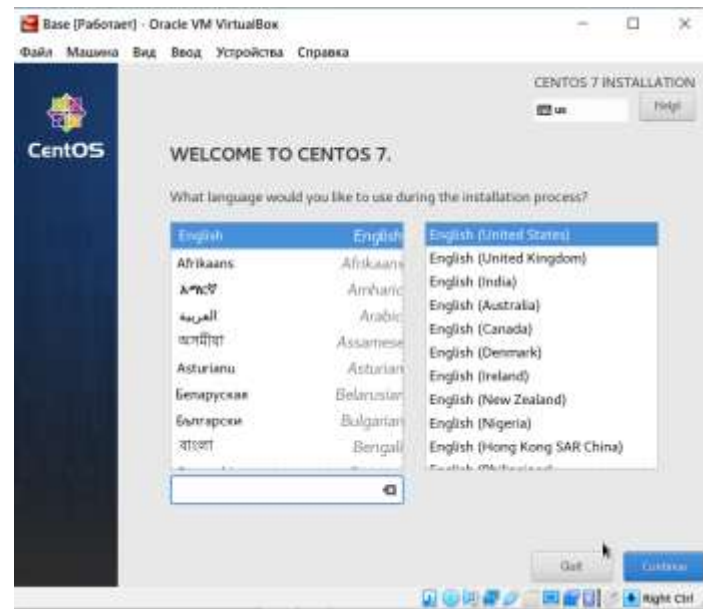 Base [Работает] - Oracle VM VirtualBox
Файл Машина Вид Ввод Устройства Справка
CENTOS 7 INSTALLATION
us Help!
CentOS
WELCOME TO CENTOS 7.
What language would you like to use during the installation process?
English English English (United States)
Afrikaans Afrikaans English (United Kingdom)
አማርኛ Amharic English (India)
العربية Arabic English (Australia)
অসমীয়া Assamese English (Canada)
Asturianu Asturian English (Denmark)
Беларуская Belarusian English (Ireland)
Български Bulgarian English (New Zealand)
বাংলা Bengali English (Nigeria)
English (Hong Kong SAR China)
English (Philippines)
Quit Continue
Right Ctrl